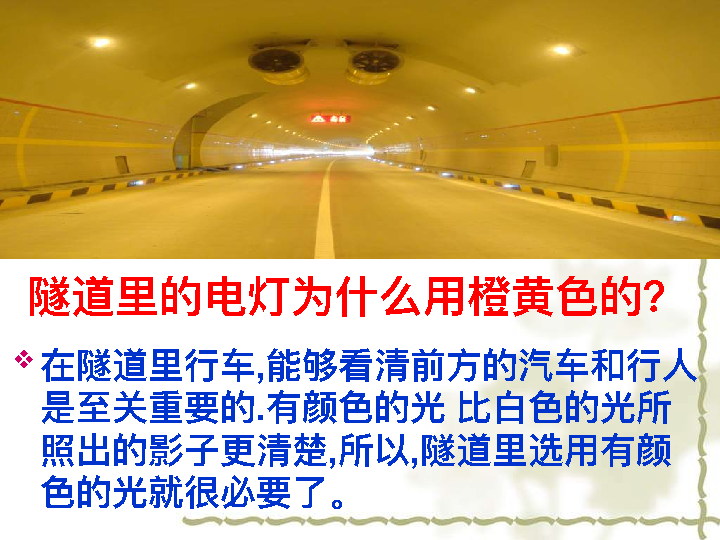 隧道里的电灯为什么用橙黄色的?
在隧道里行车,能够看清前方的汽车和行人
是至关重要的.有颜色的光 比白色的光所
照出的影子更清楚,所以,隧道里选用有颜
色的光就很必要了。